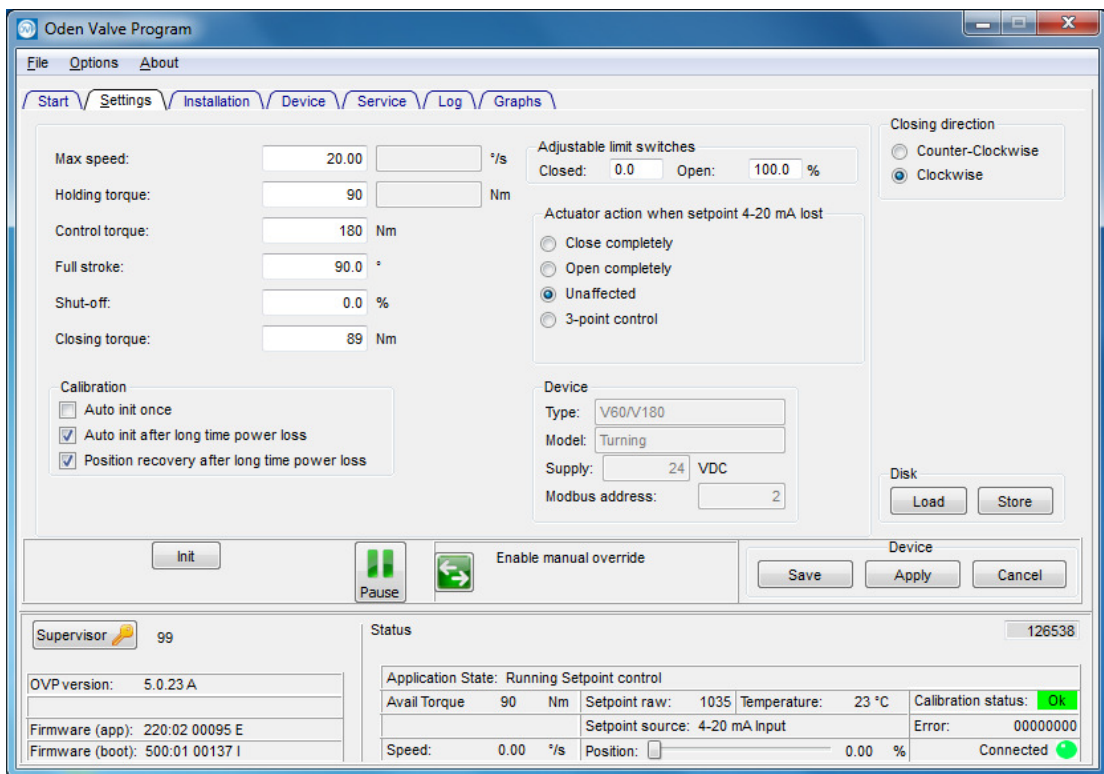 Oden Valve Program
File Options About
Start Settings Installation Device Service Log Graphs
Max speed: 20.00 °/s
Holding torque: 90 Nm
Control torque: 180 Nm
Full stroke: 90.0 °
Shut-off: 0.0 %
Closing torque: 89 Nm
Calibration
Auto init once
Auto init after long time power loss
Position recovery after long time power loss
Adjustable limit switches
Closed: 0.0 Open: 100.0 %
Actuator action when setpoint 4-20 mA lost
Close completely
Open completely
Unaffected
3-point control
Device
Type: V60/V180
Model: Turning
Supply: 24 VDC
Modbus address: 2
Closing direction
Counter-Clockwise
Clockwise
Disk
Load Store
Init
Pause
Enable manual override
Device
Save Apply Cancel
Supervisor 99
OVP version: 5.0.23 A
Firmware (app): 220:02 00095 E
Firmware (boot): 500:01 00137 I
Status 126538
Application State: Running Setpoint control
Avail Torque 90 Nm Setpoint raw: 1035 Temperature: 23 °C Calibration status: Ok
Setpoint source: 4-20 mA Input Error: 00000000
Speed: 0.00 °/s Position: 0.00 % Connected